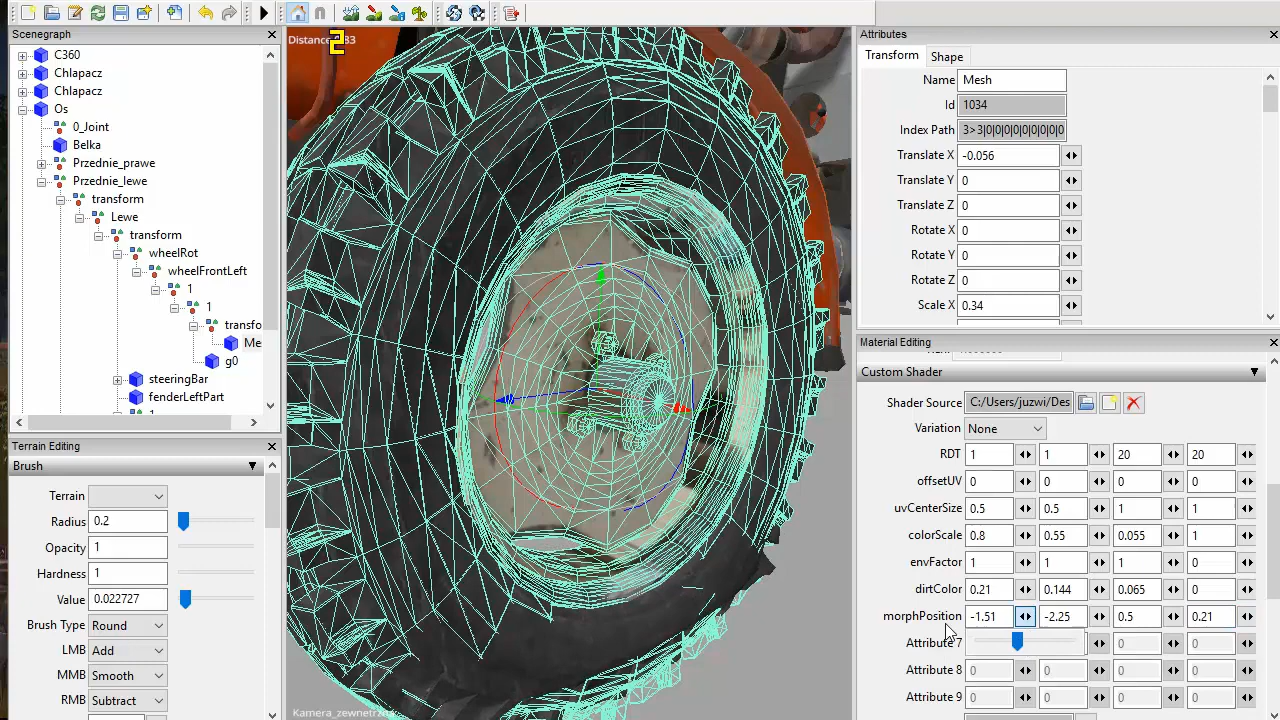 Scenegraph
C360
Chlapacz
Chlapacz
Os
0_Joint
Belka
Przednie_prawe
Przednie_lewe
transform
Lewe
transform
wheelRot
wheelFrontLeft
1
1
transfo
Me
g0
steeringBar
fenderLeftPart
Terrain Editing
Brush
Terrain
Radius 0.2
Opacity 1
Hardness 1
Value 0.022727
Brush Type Round
LMB Add
MMB Smooth
RMB Subtract
Distance 83
2
Kamera_zewnetrzn
Attributes
Transform Shape
Name Mesh
Id 1034
Index Path 3>3|0|0|0|0|0|0|0|0
Translate X -0.056
Translate Y 0
Translate Z 0
Rotate X 0
Rotate Y 0
Rotate Z 0
Scale X 0.34
Material Editing
Custom Shader
Shader Source C:/Users/juzwi/Des
Variation None
RDT 1 1 20 20
offsetUV 0 0 0 0
uvCenterSize 0.5 0.5 1 1
colorScale 0.8 0.55 0.055 1
envFactor 1 1 1 0
dirtColor 0.21 0.144 0.065 0
morphPosition -1.51 -2.25 0.5 0.21
Attribute 7 0 0
Attribute 8 0 0 0 0
Attribute 9 0 0 0 0